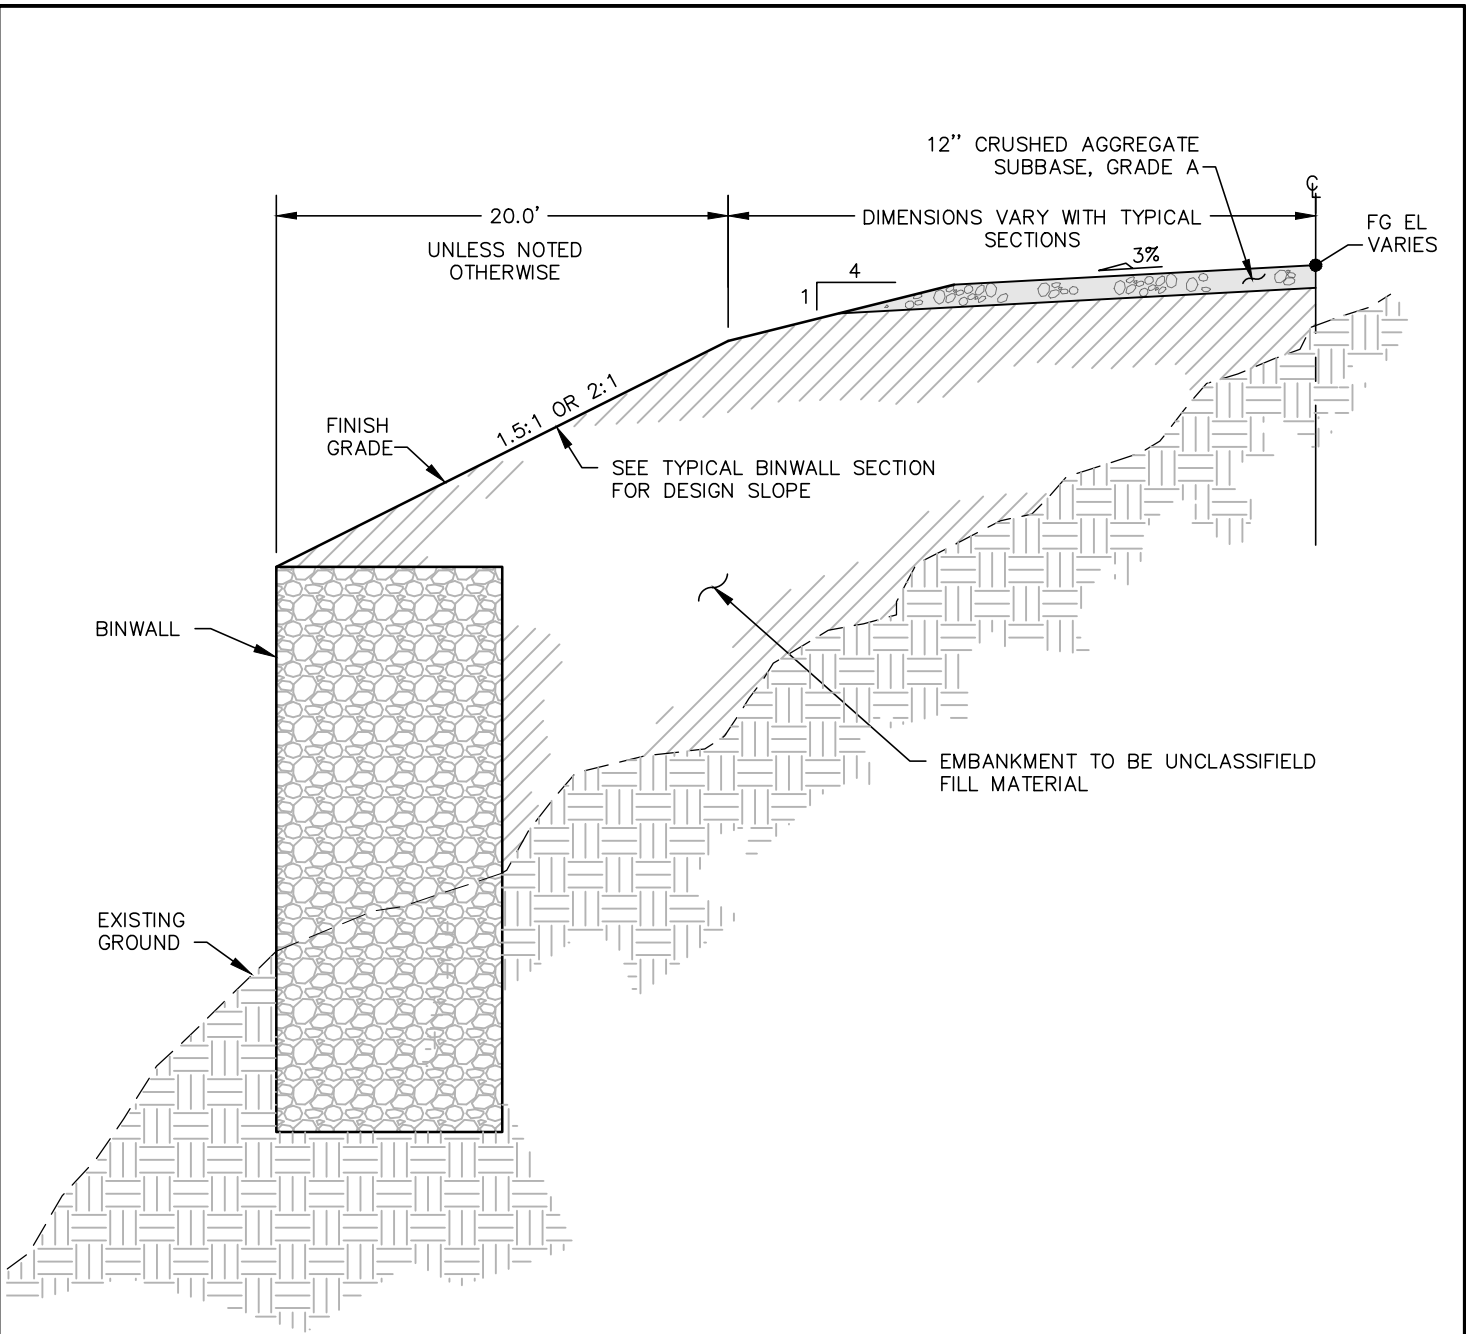 12'' CRUSHED AGGREGATE
SUBBASE, GRADE A
℄
20.0'
UNLESS NOTED
OTHERWISE
DIMENSIONS VARY WITH TYPICAL
SECTIONS
FG EL
VARIES
3%
4
1
1.5:1 OR 2:1
FINISH
GRADE
SEE TYPICAL BINWALL SECTION
FOR DESIGN SLOPE
BINWALL
EMBANKMENT TO BE UNCLASSIFIELD
FILL MATERIAL
EXISTING
GROUND